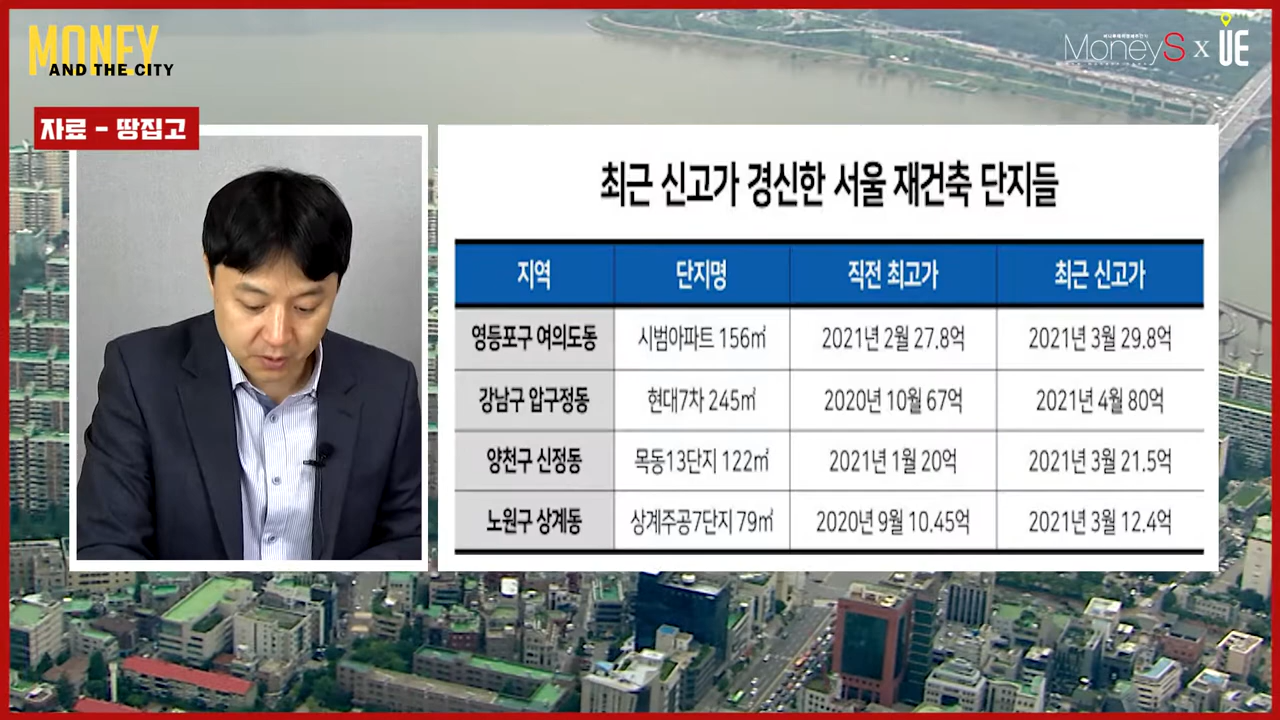 MONEY
AND THE CITY
MoneyS x UE
자료 - 땅집고
최근 신고가 경신한 서울 재건축 단지들
지역 단지명 직전 최고가 최근 신고가
영등포구 여의도동 시범아파트 156㎡ 2021년 2월 27.8억 2021년 3월 29.8억
강남구 압구정동 현대7차 245㎡ 2020년 10월 67억 2021년 4월 80억
양천구 신정동 목동13단지 122㎡ 2021년 1월 20억 2021년 3월 21.5억
노원구 상계동 상계주공7단지 79㎡ 2020년 9월 10.45억 2021년 3월 12.4억